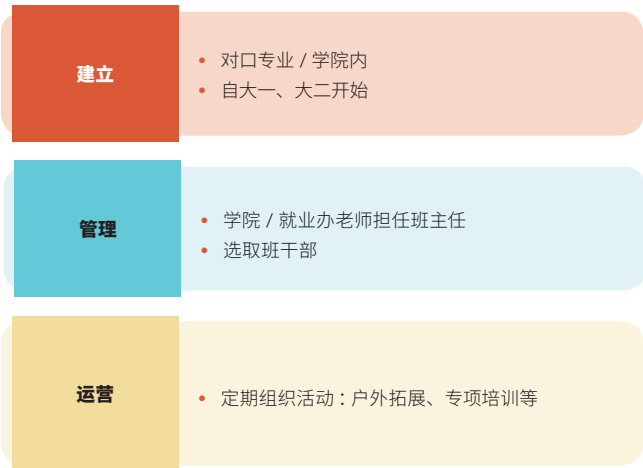 建立
• 对口专业 / 学院内
• 自大一、大二开始
管理
• 学院 / 就业办老师担任班主任
• 选取班干部
运营
• 定期组织活动：户外拓展、专项培训等